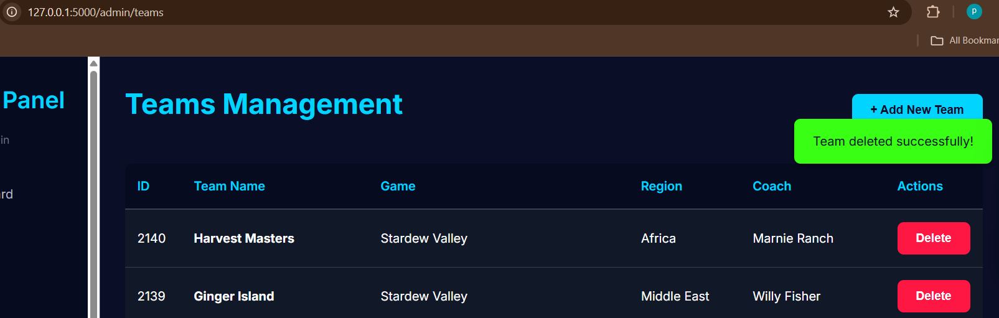 127.0.0.1:5000/admin/teams
p
All Bookmar
Panel
in
rd
Teams Management
+ Add New Team
Team deleted successfully!
ID Team Name Game Region Coach Actions
2140 Harvest Masters Stardew Valley Africa Marnie Ranch Delete
2139 Ginger Island Stardew Valley Middle East Willy Fisher Delete